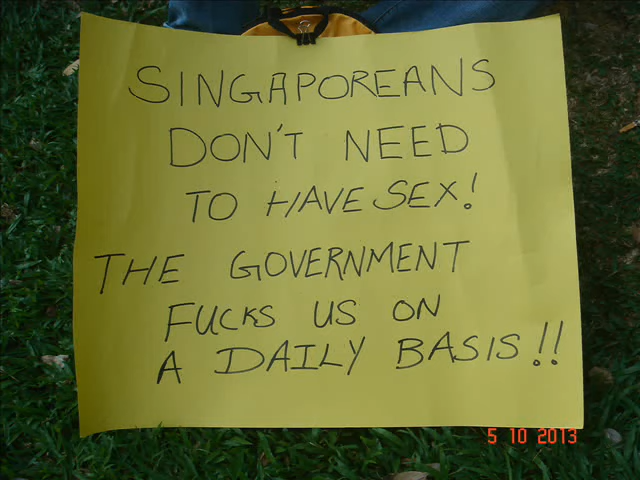 SINGAPOREANS
DON'T NEED
TO HAVE SEX!
THE GOVERNMENT
FUCKS US ON
A DAILY BASIS!!
5 10 2013